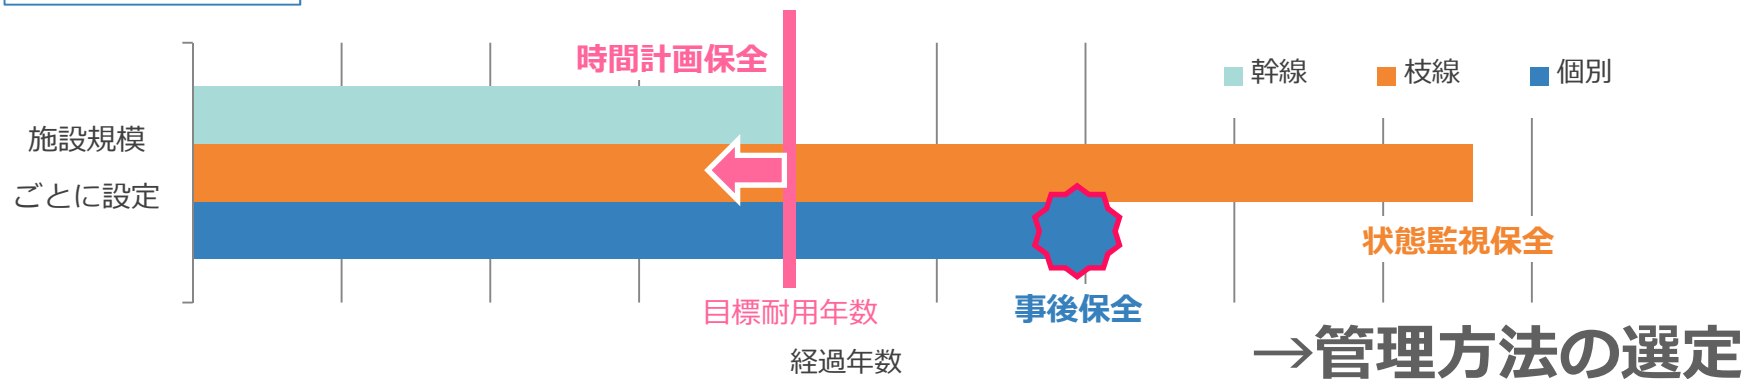 時間計画保全
幹線
枝線
個別
施設規模
ごとに設定
状態監視保全
目標耐用年数
事後保全
経過年数
→管理方法の選定